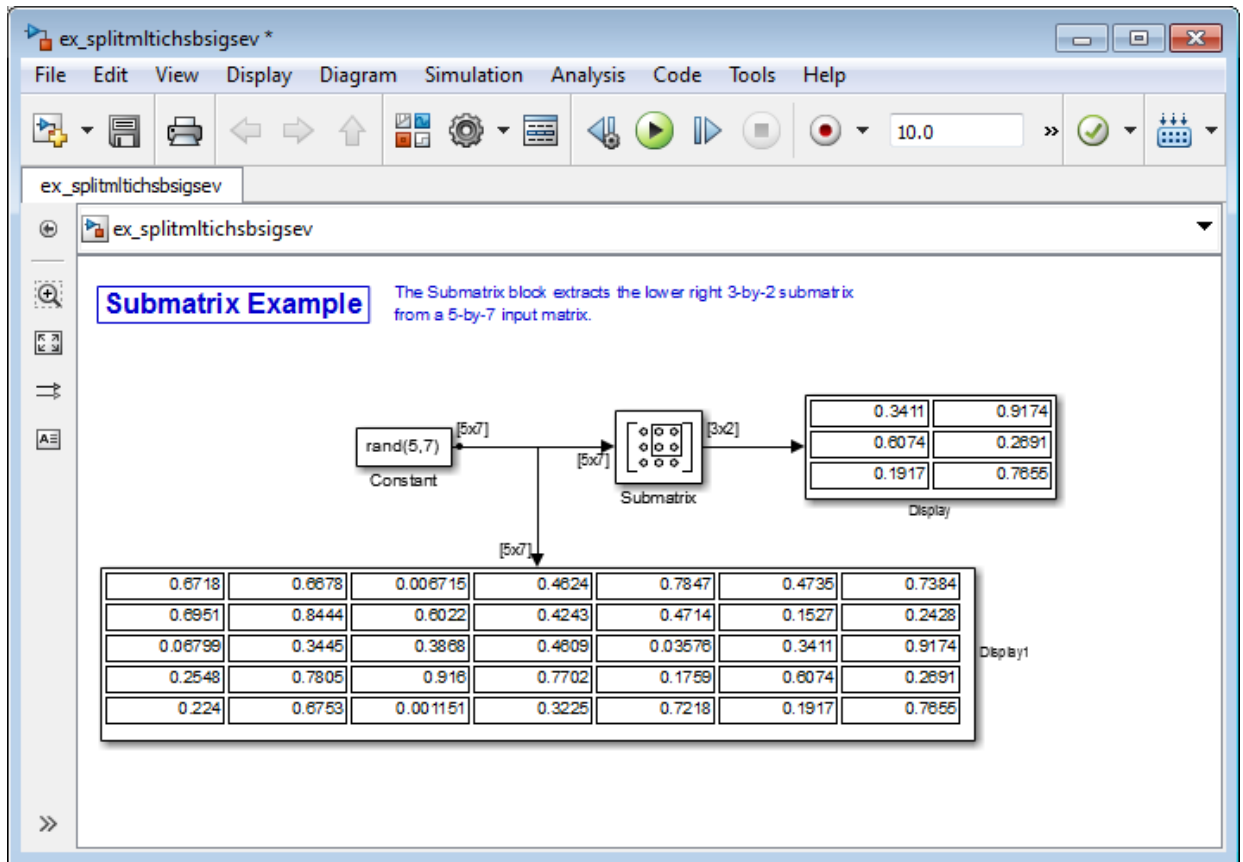 ex_splitmltichsbsigsev *
File Edit View Display Diagram Simulation Analysis Code Tools Help
10.0 »
ex_splitmltichsbsigsev
ex_splitmltichsbsigsev
Submatrix Example
The Submatrix block extracts the lower right 3-by-2 submatrix
from a 5-by-7 input matrix.
rand(5,7)
Constant
[5x7]
[5x7]
Submatrix
[3x2]
0.3411 0.9174
0.6074 0.2691
0.1917 0.7655
Display
[5x7]
0.6718 0.6678 0.006715 0.4624 0.7847 0.4735 0.7384
0.6951 0.8444 0.6022 0.4243 0.4714 0.1527 0.2428
0.06799 0.3445 0.3868 0.4609 0.03576 0.3411 0.9174
0.2548 0.7805 0.916 0.7702 0.1759 0.6074 0.2691
0.224 0.6753 0.001151 0.3225 0.7218 0.1917 0.7655
Display1